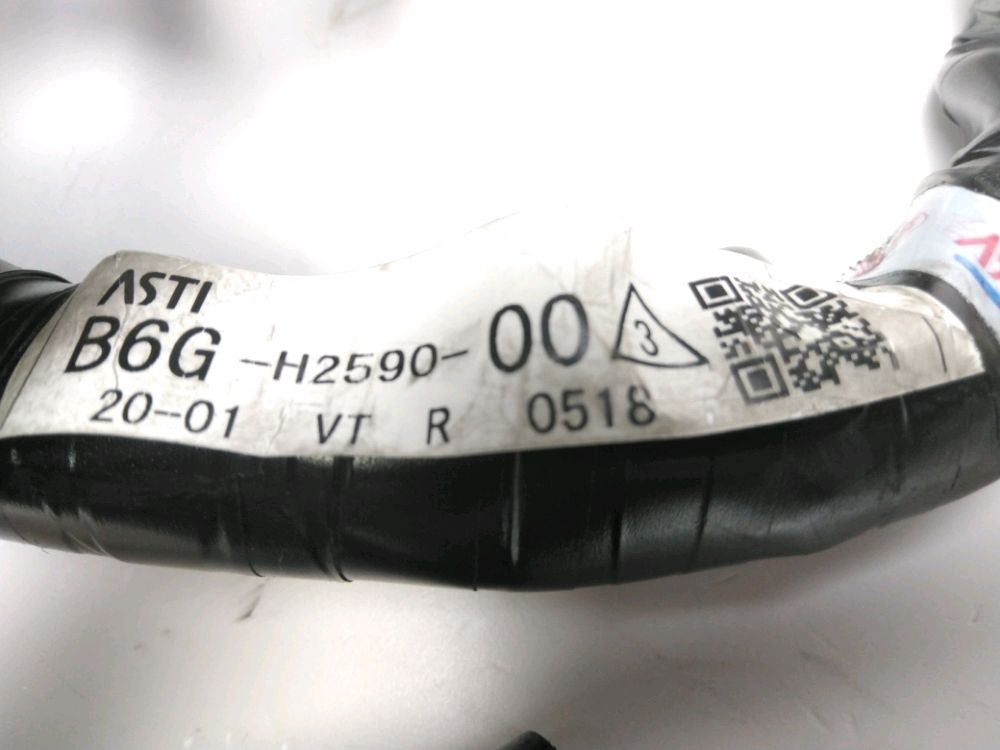 ASTI
B6G-H2590-00 3
20-01 VT R 0518